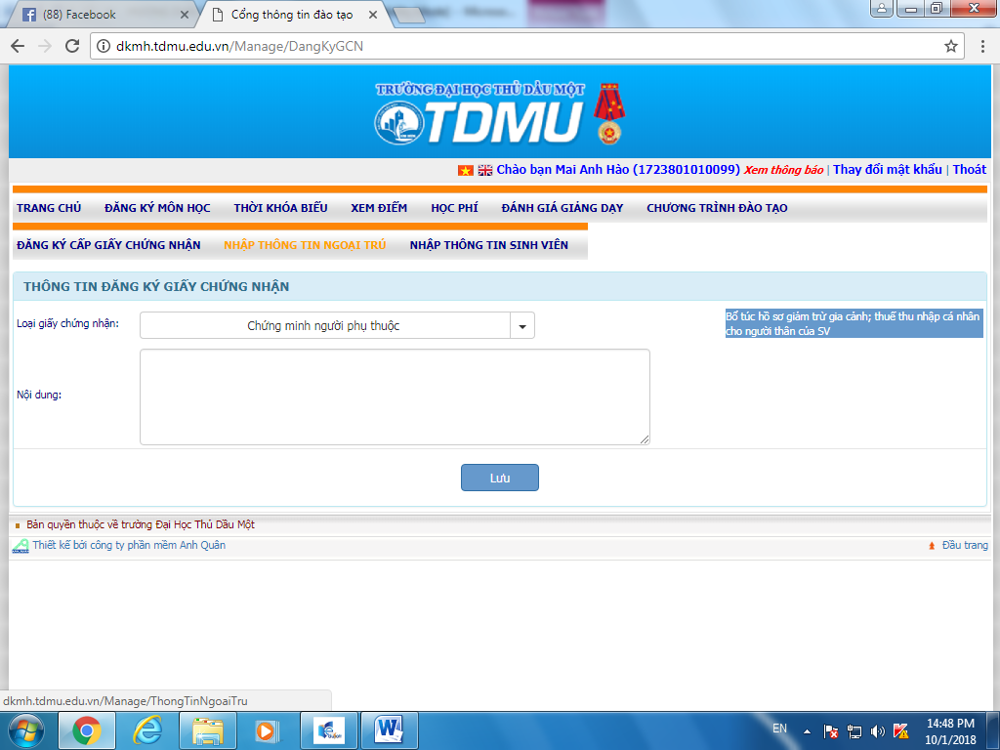 (88) Facebook
Cổng thông tin đào tạo
dkmh.tdmu.edu.vn/Manage/DangKyGCN
TRƯỜNG ĐẠI HỌC THỦ DẦU MỘT
TDMU
Chào bạn Mai Anh Hào (1723801010099) Xem thông báo | Thay đổi mật khẩu | Thoát
TRANG CHỦ ĐĂNG KÝ MÔN HỌC THỜI KHÓA BIỂU XEM ĐIỂM HỌC PHÍ ĐÁNH GIÁ GIẢNG DẠY CHƯƠNG TRÌNH ĐÀO TẠO
ĐĂNG KÝ CẤP GIẤY CHỨNG NHẬN NHẬP THÔNG TIN NGOẠI TRÚ NHẬP THÔNG TIN SINH VIÊN
THÔNG TIN ĐĂNG KÝ GIẤY CHỨNG NHẬN
Loại giấy chứng nhận: Chứng minh người phụ thuộc
Bổ túc hồ sơ giảm trừ gia cảnh; thuế thu nhập cá nhân
cho người thân của SV
Nội dung:
Lưu
Bản quyền thuộc về trường Đại Học Thủ Dầu Một
Thiết kế bởi công ty phần mềm Anh Quân
Đầu trang
dkmh.tdmu.edu.vn/Manage/ThongTinNgoaiTru
EN
14:48 PM
10/1/2018